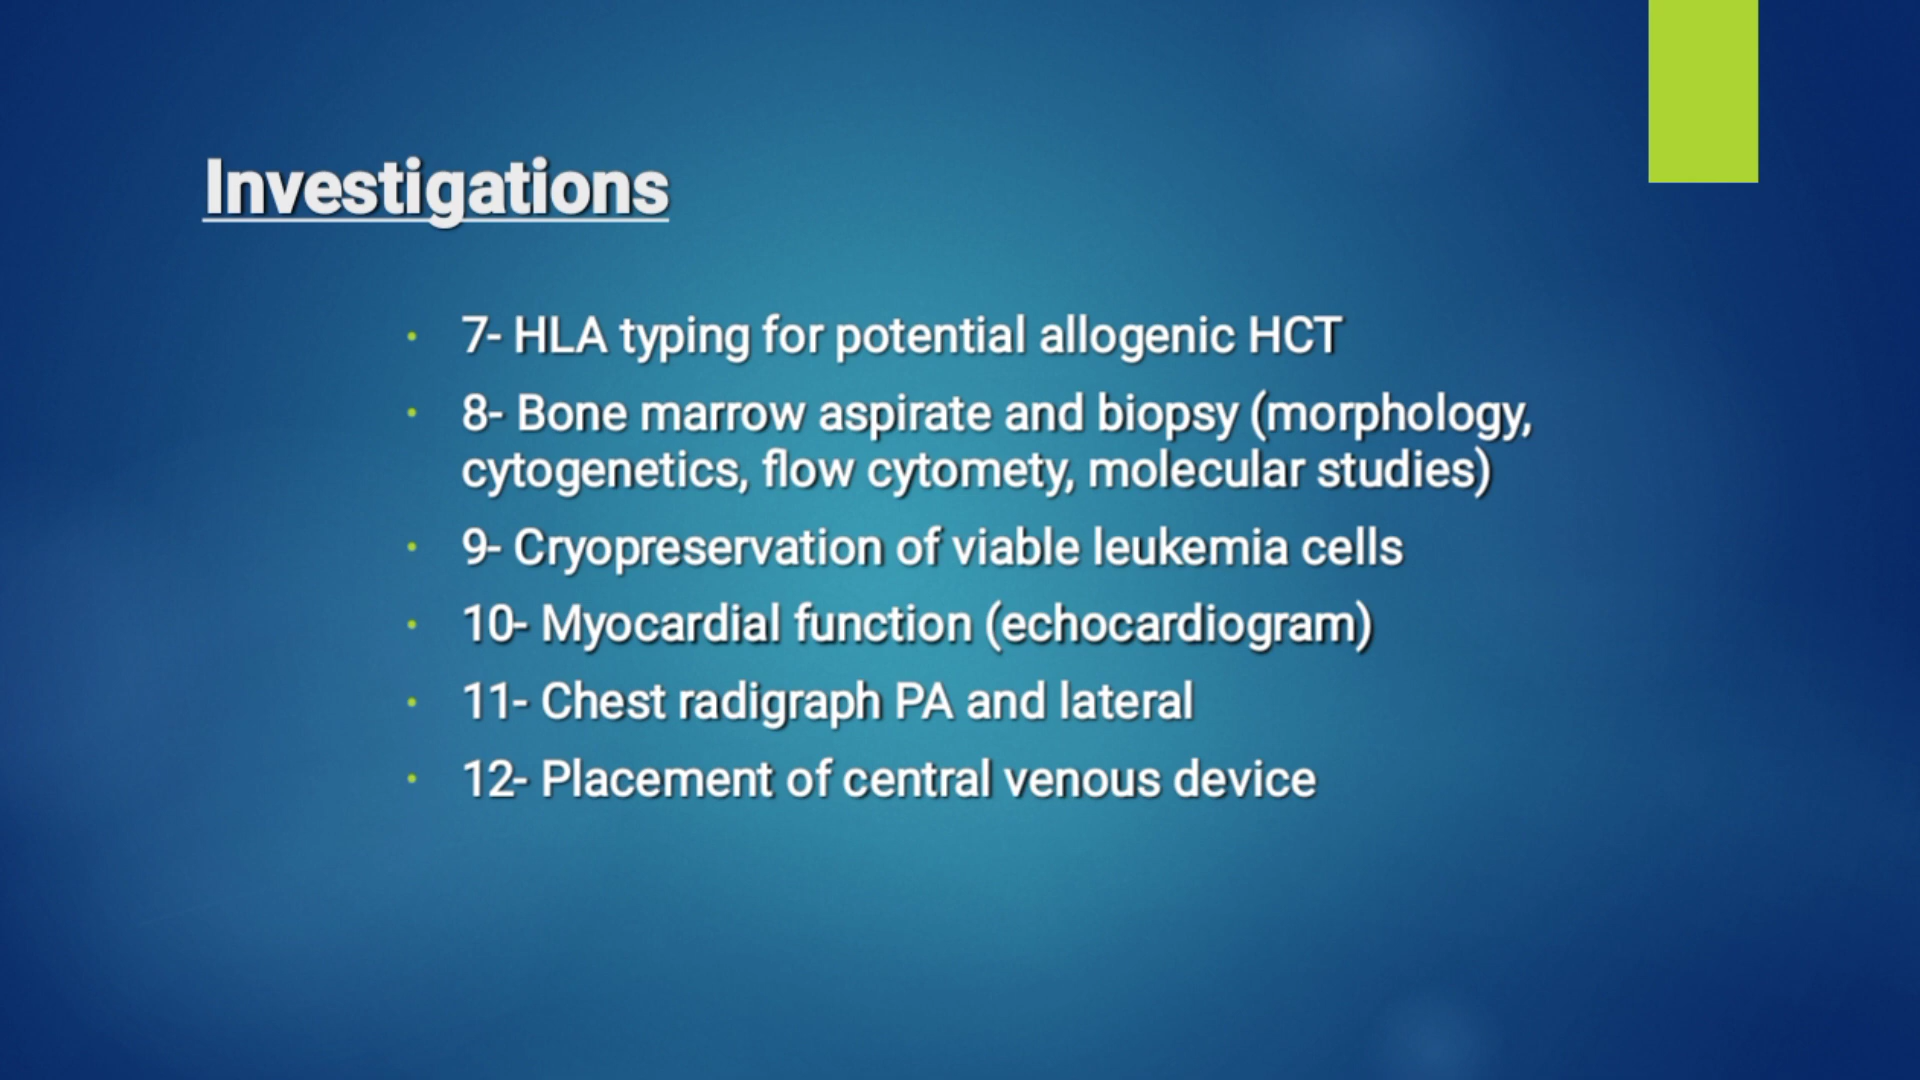 Investigations
• 7- HLA typing for potential allogenic HCT
• 8- Bone marrow aspirate and biopsy (morphology,
cytogenetics, flow cytomety, molecular studies)
• 9- Cryopreservation of viable leukemia cells
• 10- Myocardial function (echocardiogram)
• 11- Chest radigraph PA and lateral
• 12- Placement of central venous device